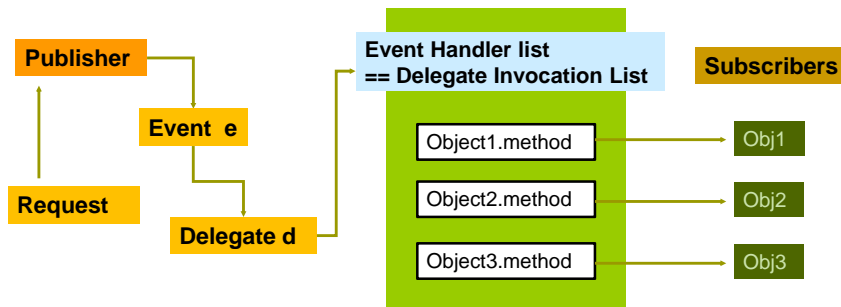 Publisher
Event e
Request
Delegate d
Event Handler list
== Delegate Invocation List
Object1.method
Object2.method
Object3.method
Subscribers
Obj1
Obj2
Obj3